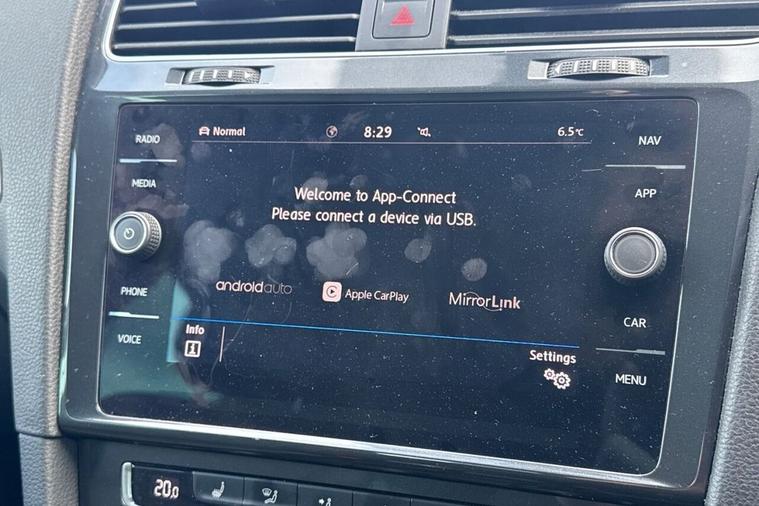 RADIO
MEDIA
PHONE
VOICE
Normal
8:29
6.5°C
Welcome to App-Connect
Please connect a device via USB.
androidauto
Apple CarPlay
MirrorLink
Info
Settings
NAV
APP
CAR
MENU
20.0